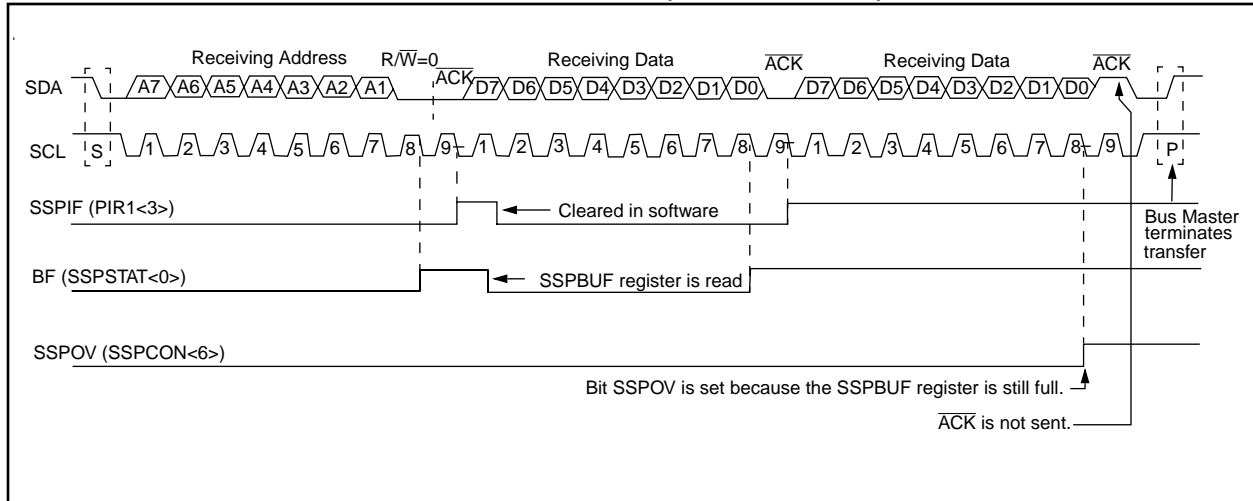 Receiving Address R/W=0 Receiving Data ACK Receiving Data ACK
SDA A7 A6 A5 A4 A3 A2 A1 ACK D7 D6 D5 D4 D3 D2 D1 D0 D7 D6 D5 D4 D3 D2 D1 D0
SCL S 1 2 3 4 5 6 7 8 9 1 2 3 4 5 6 7 8 9 1 2 3 4 5 6 7 8 9 P
SSPIF (PIR1<3>) Cleared in software
Bus Master
terminates
transfer
BF (SSPSTAT<0>) SSPBUF register is read
SSPOV (SSPCON<6>)
Bit SSPOV is set because the SSPBUF register is still full.
ACK is not sent.